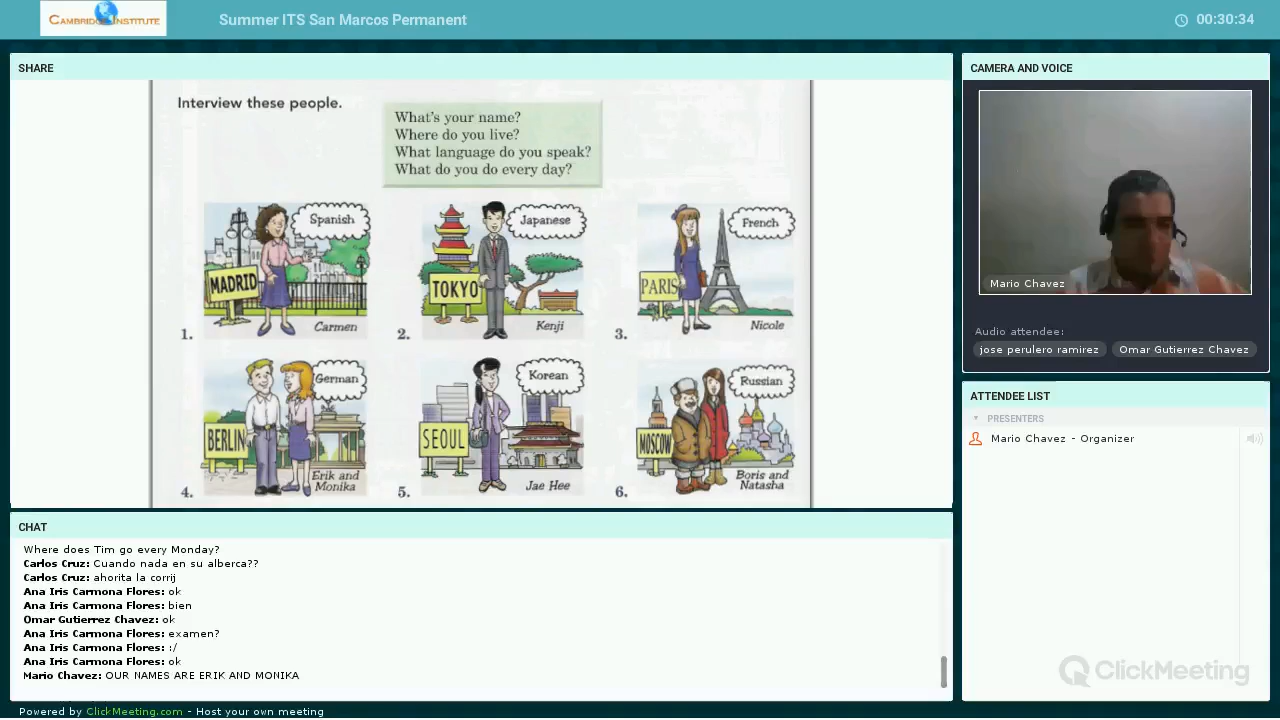 CAMBRIDGE INSTITUTE
Summer ITS San Marcos Permanent
00:30:34
SHARE
Interview these people.
What's your name?
Where do you live?
What language do you speak?
What do you do every day?
Spanish
MADRID
1.
Carmen
Japanese
TOKYO
2.
Kenji
French
PARIS
3.
Nicole
German
BERLIN
4.
Erik and
Monika
Korean
SEOUL
5.
Jae Hee
Russian
MOSCOW
6.
Boris and
Natasha
CHAT
Where does Tim go every Monday?
Carlos Cruz: Cuando nada en su alberca??
Carlos Cruz: ahorita la corrij
Ana Iris Carmona Flores: ok
Ana Iris Carmona Flores: bien
Omar Gutierrez Chavez: ok
Ana Iris Carmona Flores: examen?
Ana Iris Carmona Flores: :/
Ana Iris Carmona Flores: ok
Mario Chavez: OUR NAMES ARE ERIK AND MONIKA
CAMERA AND VOICE
Mario Chavez
Audio attendee:
jose perulero ramirez
Omar Gutierrez Chavez
ATTENDEE LIST
PRESENTERS
Mario Chavez - Organizer
ClickMeeting
Powered by ClickMeeting.com - Host your own meeting